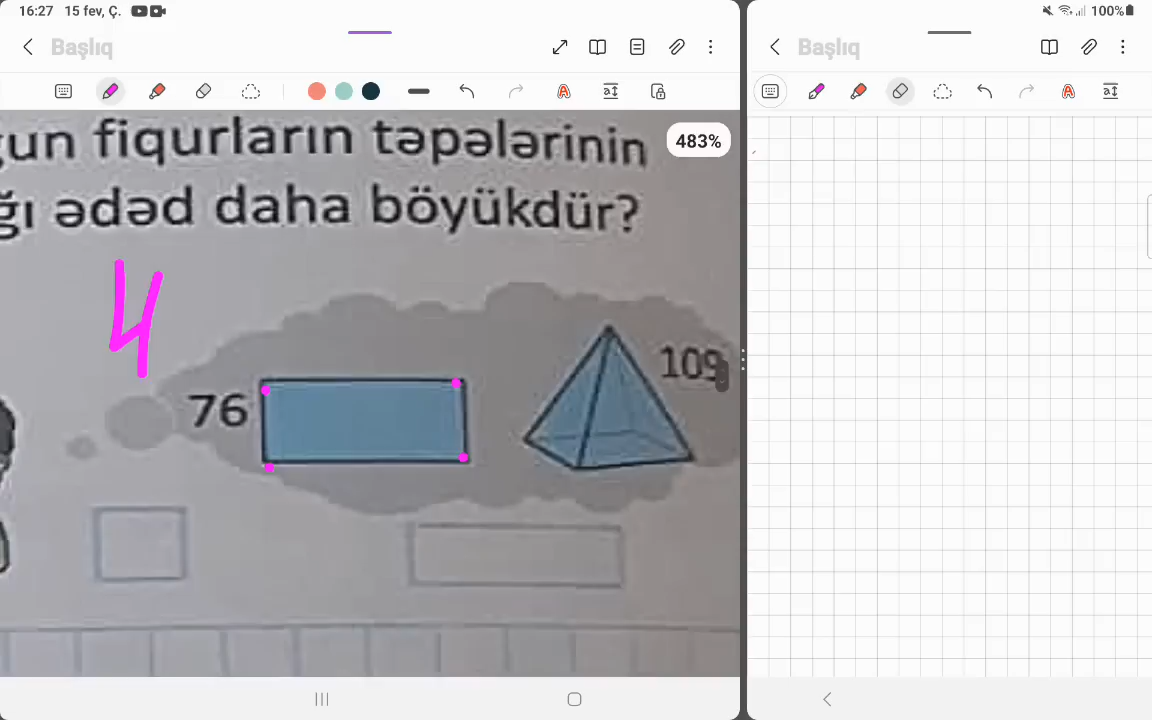 16:27 15 fev, Ç.
100%
Başlıq
Başlıq
483%
gun fiqurların təpələrinin
ğı ədəd daha böyükdür?
4
109
76